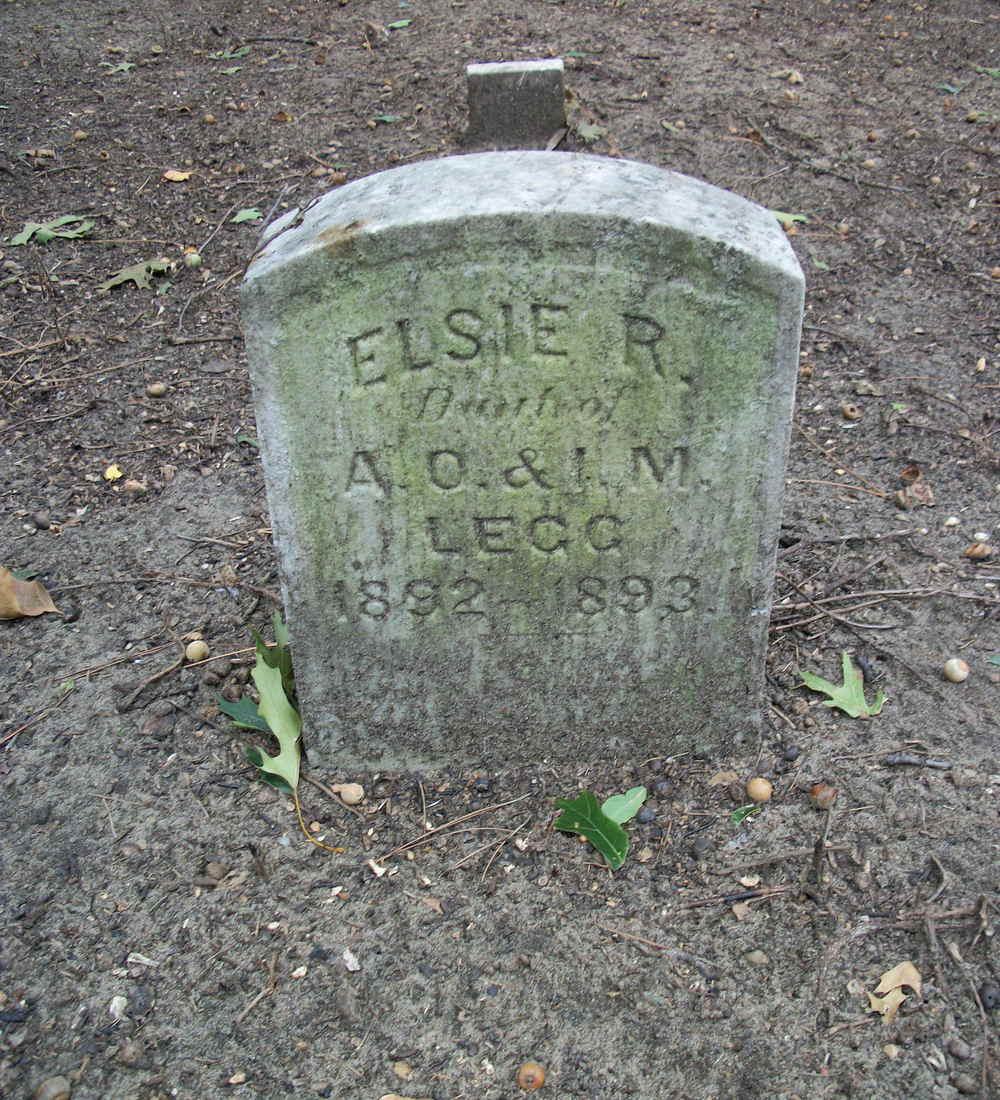 ELSIE R.
Dau. of
A. O. & I. M.
LEGG
1892 – 1893.